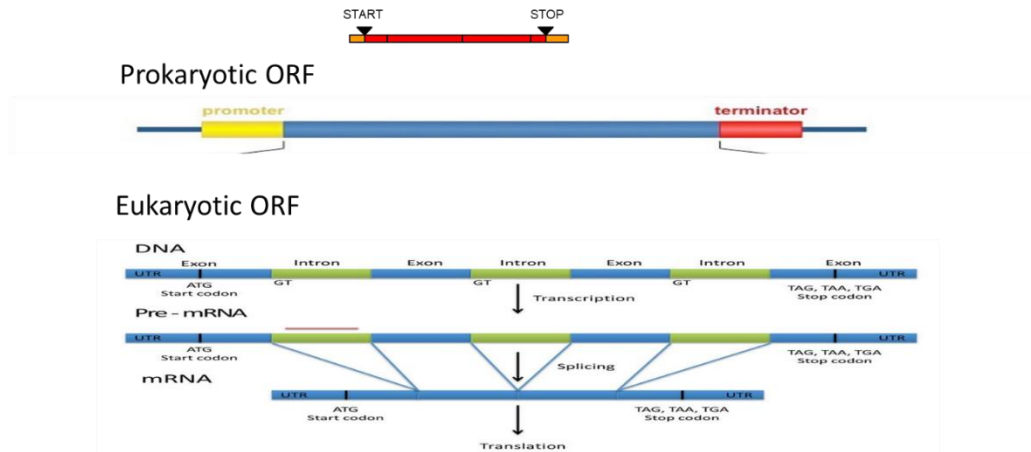 START STOP
Prokaryotic ORF
promoter terminator
Eukaryotic ORF
DNA
Exon Intron Exon Intron Exon Intron Exon
UTR UTR
GT GT GT
ATG TAG, TAA, TGA
Start codon Stop codon
Transcription
Pre - mRNA
UTR UTR
ATG TAG, TAA, TGA
Start codon Stop codon
Splicing
mRNA
UTR UTR
ATG TAG, TAA, TGA
Start codon Stop codon
Translation